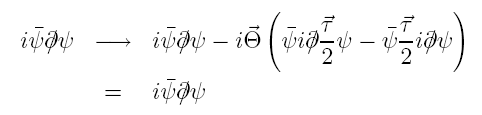 $i\bar{\psi}\partial\!\!\!/\psi \longrightarrow i\bar{\psi}\partial\!\!\!/\psi - i\vec{\Theta}\left(\bar{\psi}i\partial\!\!\!/\frac{\vec{\tau}}{2}\psi - \bar{\psi}\frac{\vec{\tau}}{2}i\partial\!\!\!/\psi\right)$
$= i\bar{\psi}\partial\!\!\!/\psi$